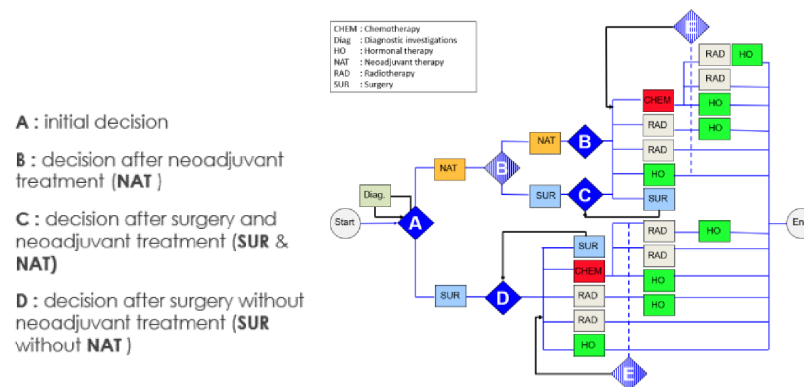 CHEM : Chemotherapy
Diag : Diagnostic investigations
HO : Hormonal therapy
NAT : Neoadjuvant therapy
RAD : Radiotherapy
SUR : Surgery
A : initial decision
B : decision after neoadjuvant
treatment (NAT )
C : decision after surgery and
neoadjuvant treatment (SUR &
NAT)
D : decision after surgery without
neoadjuvant treatment (SUR
without NAT )
E
RAD HO
RAD
CHEM HO
RAD HO
NAT B
RAD
NAT B
HO
SUR C SUR
Diag.
Start A End
RAD HO
SUR
CHEM RAD
HO
SUR D RAD HO
RAD
HO
E